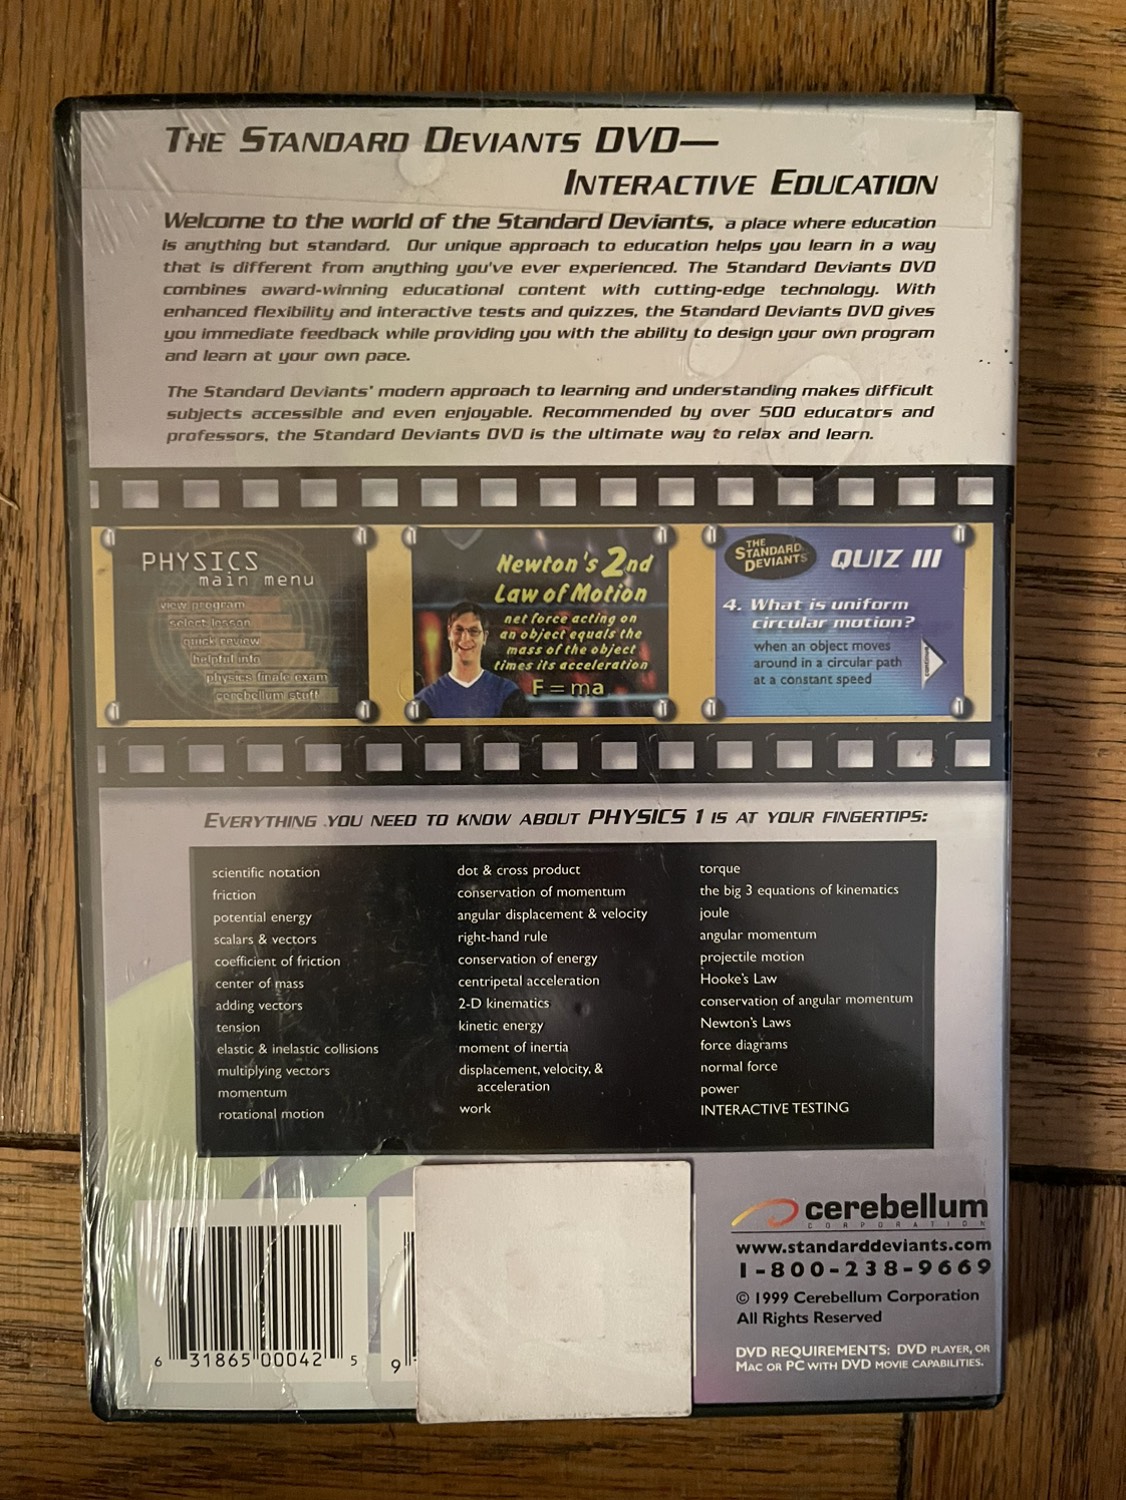 THE STANDARD DEVIANTS DVD—
INTERACTIVE EDUCATION
Welcome to the world of the Standard Deviants, a place where education
is anything but standard. Our unique approach to education helps you learn in a way
that is different from anything you've ever experienced. The Standard Deviants DVD
combines award-winning educational content with cutting-edge technology. With
enhanced flexibility and interactive tests and quizzes, the Standard Deviants DVD gives
you immediate feedback while providing you with the ability to design your own program
and learn at your own pace.
The Standard Deviants' modern approach to learning and understanding makes difficult
subjects accessible and even enjoyable. Recommended by over 500 educators and
professors, the Standard Deviants DVD is the ultimate way to relax and learn.
PHYSICS
main menu
view program
select lesson
quick review
helpful info
physics finale exam
cerebellum stuff
Newton's 2nd
Law of Motion
net force acting on
an object equals the
mass of the object
times its acceleration
F = ma
THE
STANDARD
DEVIANTS
QUIZ III
4. What is uniform
circular motion?
when an object moves
around in a circular path
at a constant speed
continue
EVERYTHING YOU NEED TO KNOW ABOUT PHYSICS 1 IS AT YOUR FINGERTIPS:
scientific notation
friction
potential energy
scalars & vectors
coefficient of friction
center of mass
adding vectors
tension
elastic & inelastic collisions
multiplying vectors
momentum
rotational motion
dot & cross product
conservation of momentum
angular displacement & velocity
right-hand rule
conservation of energy
centripetal acceleration
2-D kinematics
kinetic energy
moment of inertia
displacement, velocity, &
acceleration
work
torque
the big 3 equations of kinematics
joule
angular momentum
projectile motion
Hooke's Law
conservation of angular momentum
Newton's Laws
force diagrams
normal force
power
INTERACTIVE TESTING
6 31865 00042 5
9
cerebellum
CORPORATION
www.standarddeviants.com
1-800-238-9669
© 1999 Cerebellum Corporation
All Rights Reserved
DVD REQUIREMENTS: DVD PLAYER, OR
MAC OR PC WITH DVD MOVIE CAPABILITIES.